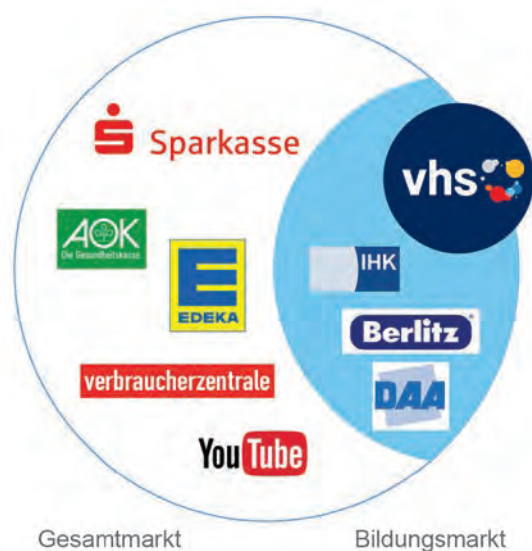 Sparkasse
vhs
AOK
Die Gesundheitskasse.
IHK
E
EDEKA
Berlitz
verbraucherzentrale
DAA
YouTube
Gesamtmarkt
Bildungsmarkt